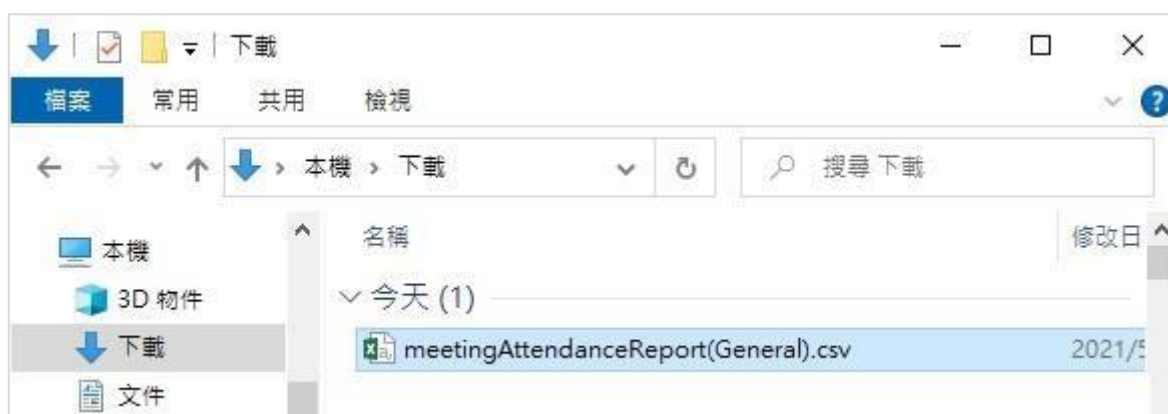 下載
檔案 常用 共用 檢視
本機 > 下載 搜尋 下載
名稱 修改日
本機
今天 (1)
3D 物件
下載
meetingAttendanceReport(General).csv 2021/5
文件